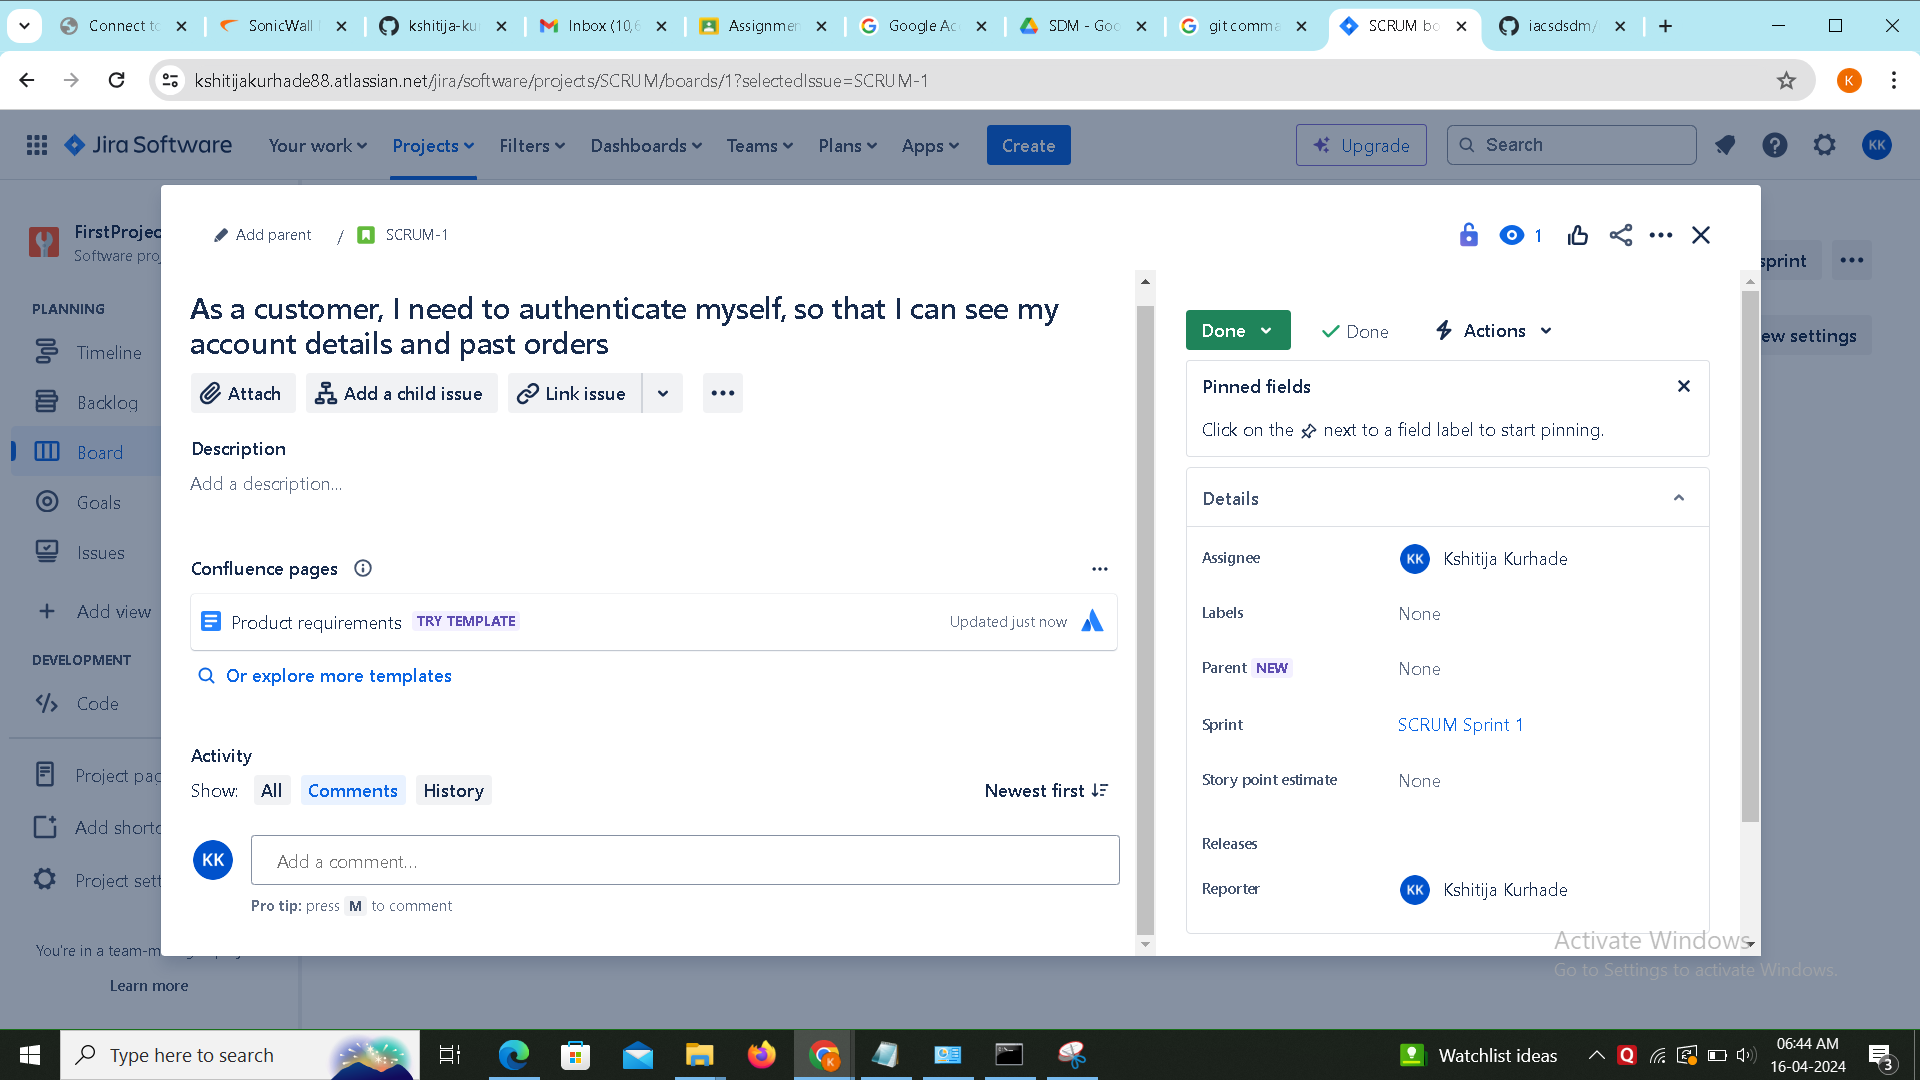 Connect to
SonicWall
kshitija-ku
Inbox (10,6
Assignmen
Google Ac
SDM - Goo
git comma
SCRUM bo
iacsdsdm/
kshitijakurhade88.atlassian.net/jira/software/projects/SCRUM/boards/1?selectedIssue=SCRUM-1
K
Jira Software
Your work
Projects
Filters
Dashboards
Teams
Plans
Apps
Create
Upgrade
Search
KK
FirstProjec
Software proj
PLANNING
Timeline
Backlog
Board
Goals
Issues
Add view
DEVELOPMENT
Code
Project pag
Add shortc
Project sett
You're in a team-m
Learn more
sprint
ew settings
Add parent / SCRUM-1
1
As a customer, I need to authenticate myself, so that I can see my
account details and past orders
Attach
Add a child issue
Link issue
Description
Add a description...
Confluence pages
Product requirements TRY TEMPLATE Updated just now
Or explore more templates
Activity
Show: All Comments History Newest first
KK Add a comment...
Pro tip: press M to comment
Done
Done
Actions
Pinned fields
Click on the next to a field label to start pinning.
Details
Assignee KK Kshitija Kurhade
Labels None
Parent NEW None
Sprint SCRUM Sprint 1
Story point estimate None
Releases
Reporter KK Kshitija Kurhade
Activate Windows
Go to Settings to activate Windows.
Type here to search
K
Watchlist ideas
Q
06:44 AM
16-04-2024
3